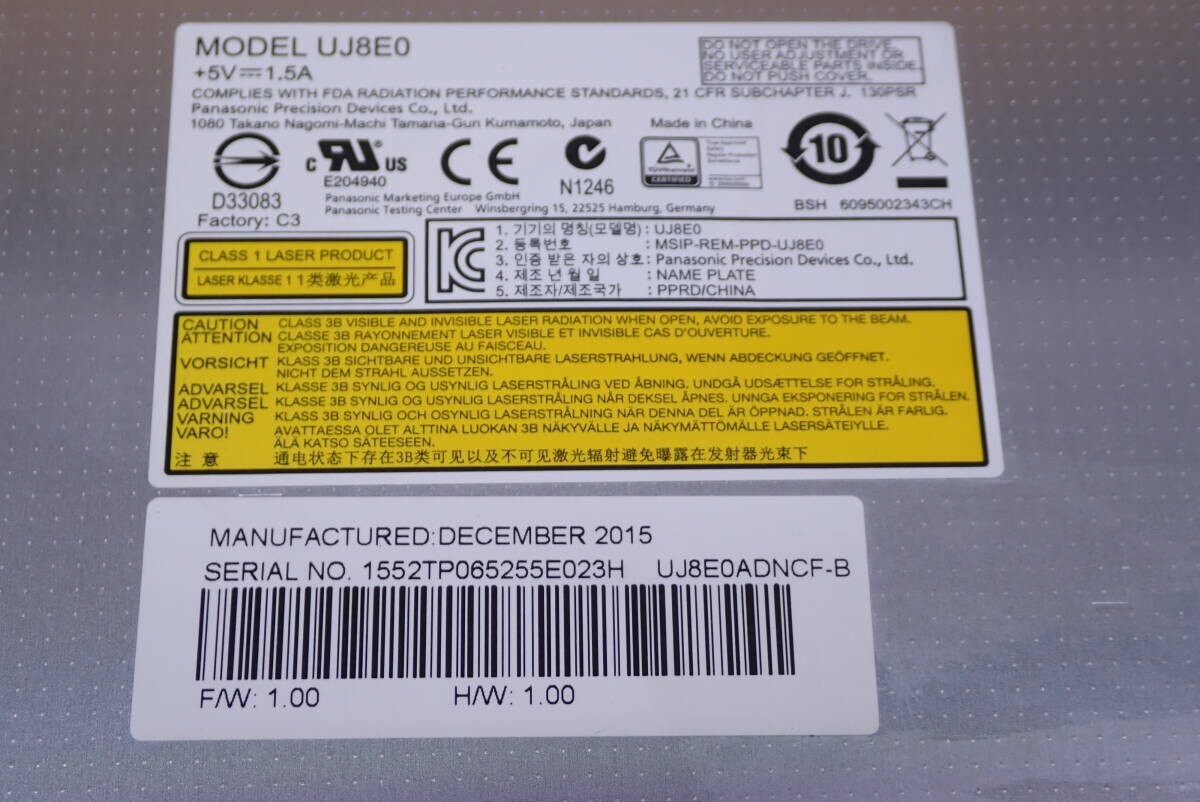 MODEL UJ8E0
+5V⎓1.5A
DO NOT OPEN THE DRIVE.
NO USER ADJUSTMENT OR
SERVICEABLE PARTS INSIDE.
DO NOT PUSH COVER.
COMPLIES WITH FDA RADIATION PERFORMANCE STANDARDS, 21 CFR SUBCHAPTER J. 130PSR
Panasonic Precision Devices Co., Ltd.
1080 Takano Nagomi-Machi Tamana-Gun Kumamoto, Japan Made in China
D33083
Factory: C3
c RU® US
E204940
CE
N1246
TÜVRheinland
CERTIFIED
10
Panasonic Marketing Europe GmbH
Panasonic Testing Center Winsbergring 15, 22525 Hamburg, Germany
BSH 6095002343CH
CLASS 1 LASER PRODUCT
LASER KLASSE 1 1类激光产品
1. 기기의 명칭(모델명) : UJ8E0
2. 등록번호 : MSIP-REM-PPD-UJ8E0
3. 인증 받은 자의 상호 : Panasonic Precision Devices Co., Ltd.
4. 제조 년 월 일 : NAME PLATE
5. 제조자/제조국가 : PPRD/CHINA
CAUTION CLASS 3B VISIBLE AND INVISIBLE LASER RADIATION WHEN OPEN, AVOID EXPOSURE TO THE BEAM.
ATTENTION CLASSE 3B RAYONNEMENT LASER VISIBLE ET INVISIBLE CAS D'OUVERTURE.
EXPOSITION DANGEREUSE AU FAISCEAU.
VORSICHT KLASS 3B SICHTBARE UND UNSICHTBARE LASERSTRAHLUNG, WENN ABDECKUNG GEÖFFNET.
NICHT DEM STRAHL AUSSETZEN.
ADVARSEL KLASSE 3B SYNLIG OG USYNLIG LASERSTRÅLING VED ÅBNING. UNDGÅ UDSÆTTELSE FOR STRÅLING.
ADVARSEL KLASSE 3B SYNLIG OG USYNLIG LASERSTRÅLING NÅR DEKSEL ÅPNES. UNNGA EKSPONERING FOR STRÅLEN.
VARNING KLASS 3B SYNLIG OCH OSYNLIG LASERSTRÅLNING NÄR DENNA DEL ÄR ÖPPNAD. STRÅLEN ÄR FARLIG.
VARO! AVATTAESSA OLET ALTTINA LUOKAN 3B NÄKYVÄLLE JA NÄKYMÄTTÖMÄLLE LASERSÄTEIYLLE.
ÄLÄ KATSO SÄTEESEEN.
注意 通电状态下存在3B类可见以及不可见激光辐射避免曝露在发射器光束下
MANUFACTURED:DECEMBER 2015
SERIAL NO. 1552TP065255E023H UJ8E0ADNCF-B
F/W: 1.00 H/W: 1.00